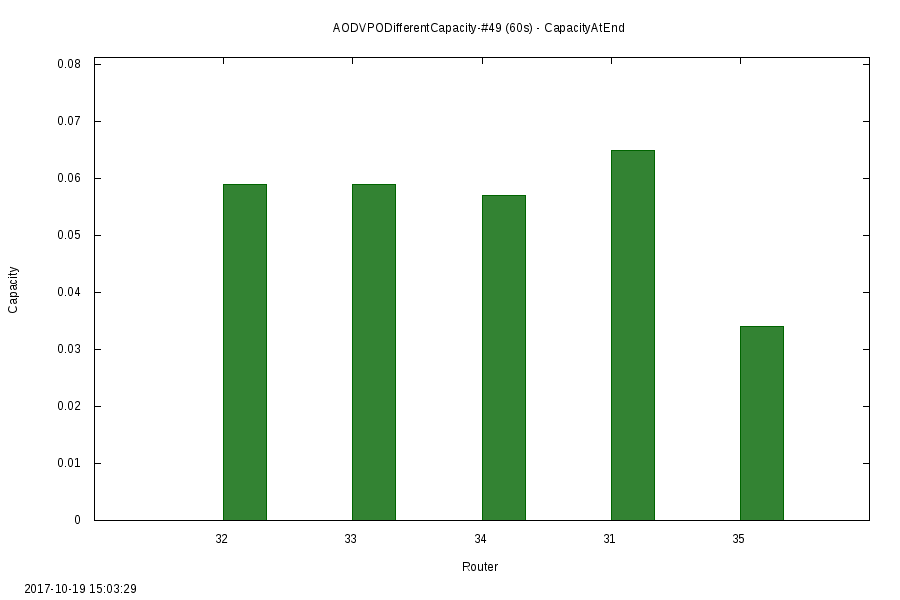 AODVPODifferentCapacity-#49 (60s) - CapacityAtEnd
0.08
0.07
0.06
0.05
0.04
0.03
0.02
0.01
0
Capacity
32 33 34 31 35
Router
2017-10-19 15:03:29